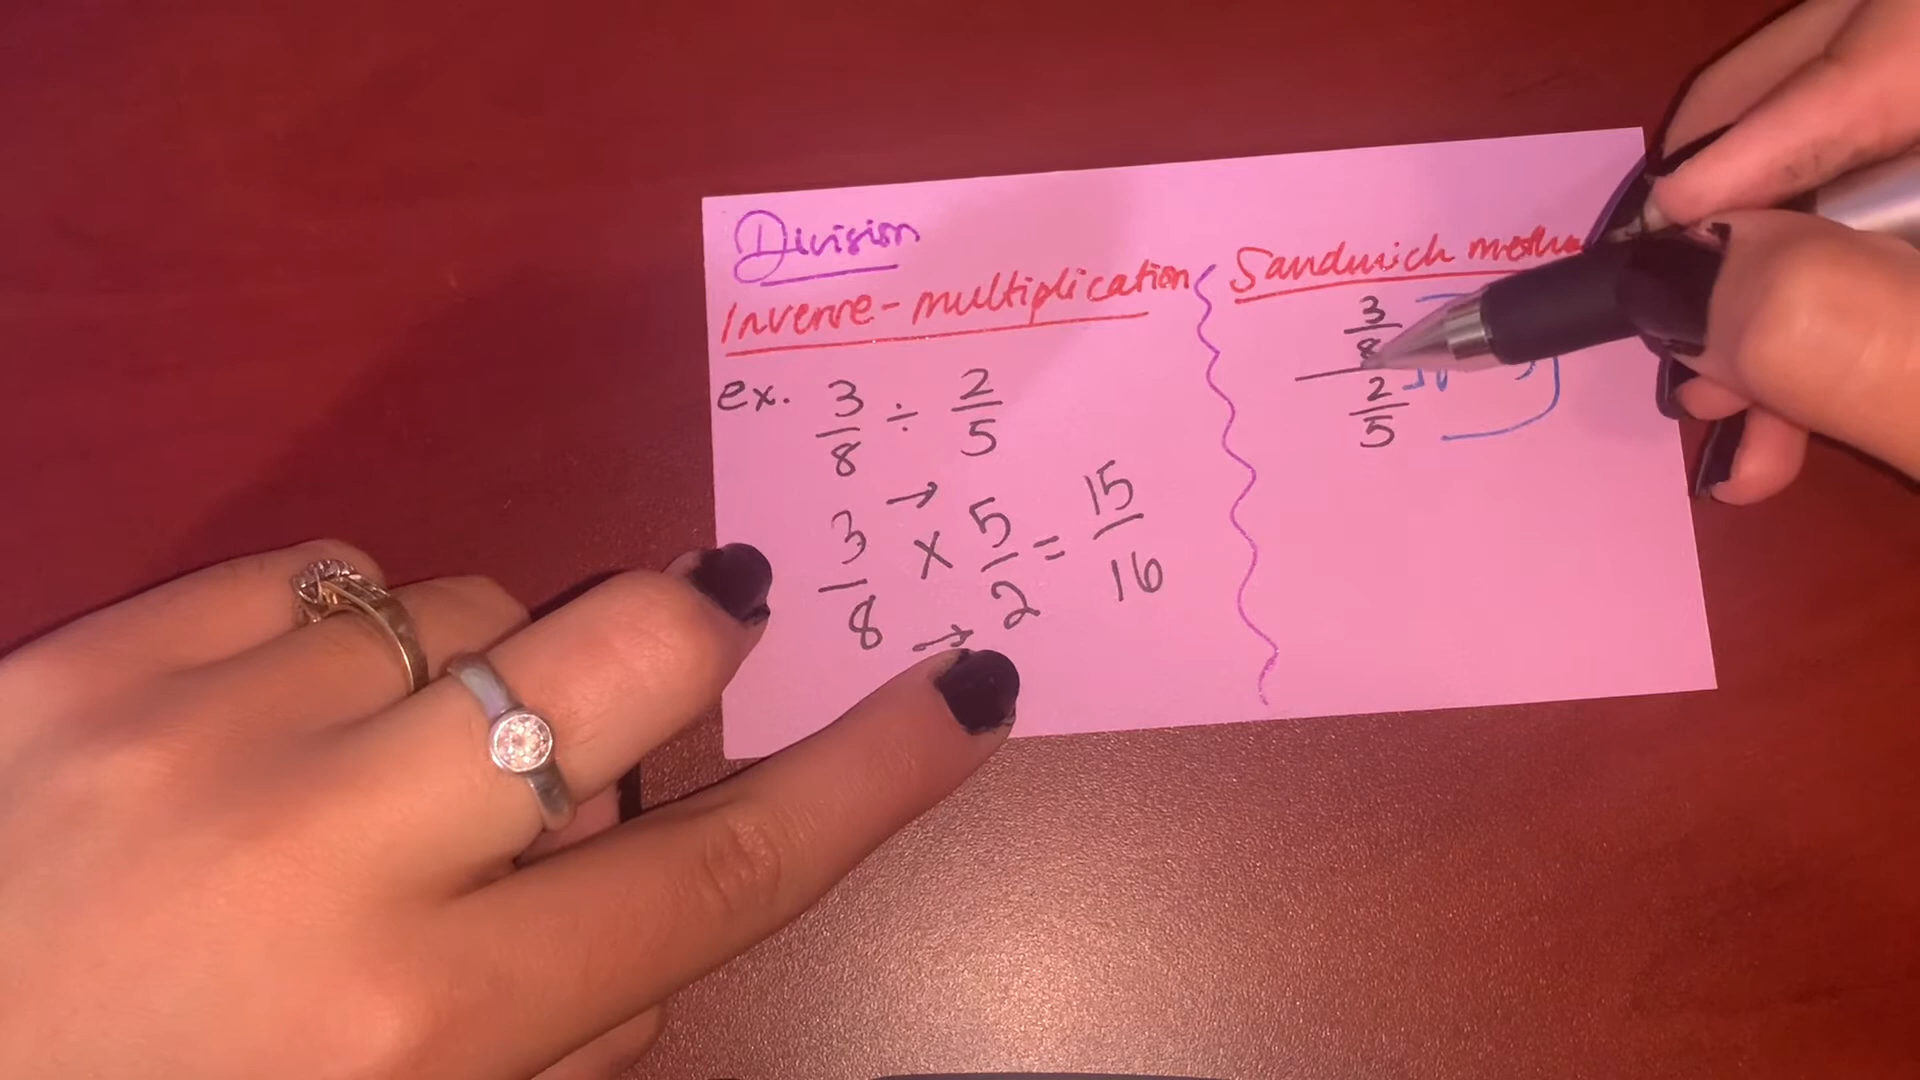 Division
Inverse-multiplication
ex. 3/8 ÷ 2/5
3/8 → × → 5/2 = 15/16
Sandwich
3
8
2
5